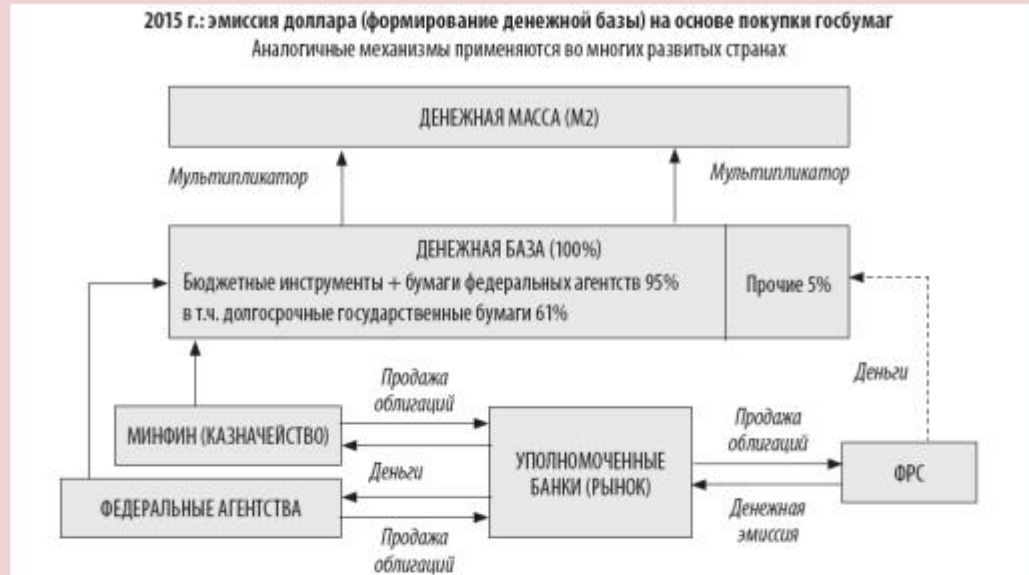 2015 г.: эмиссия доллара (формирование денежной базы) на основе покупки госбумаг
Аналогичные механизмы применяются во многих развитых странах
ДЕНЕЖНАЯ МАССА (М2)
Мультипликатор
Мультипликатор
ДЕНЕЖНАЯ БАЗА (100%)
Бюджетные инструменты + бумаги федеральных агентств 95%
в т.ч. долгосрочные государственные бумаги 61%
Прочие 5%
Деньги
Продажа
облигаций
МИНФИН (КАЗНАЧЕЙСТВО)
Деньги
ФЕДЕРАЛЬНЫЕ АГЕНТСТВА
Продажа
облигаций
УПОЛНОМОЧЕННЫЕ
БАНКИ (РЫНОК)
Продажа
облигаций
Денежная
эмиссия
ФРС